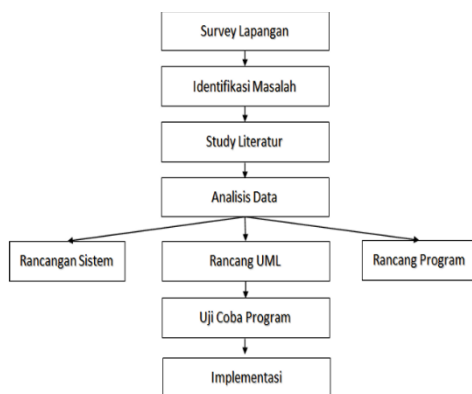 Survey Lapangan
Identifikasi Masalah
Study Literatur
Analisis Data
Rancangan Sistem
Rancang UML
Rancang Program
Uji Coba Program
Implementasi